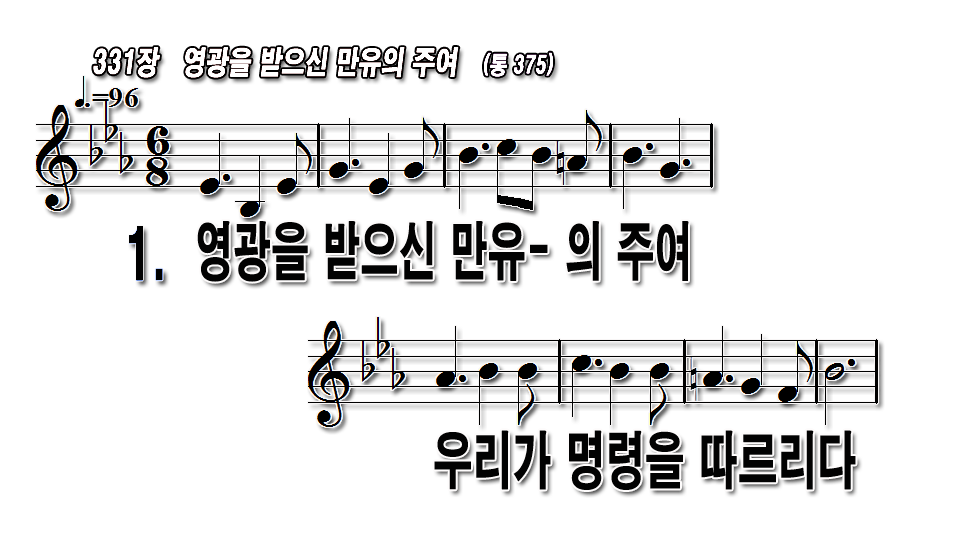 331장 영광을 받으신 만유의 주여 (통 375)
♩.=96
6
8
1. 영광을 받으신 만유- 의 주여
우리가 명령을 따르리다